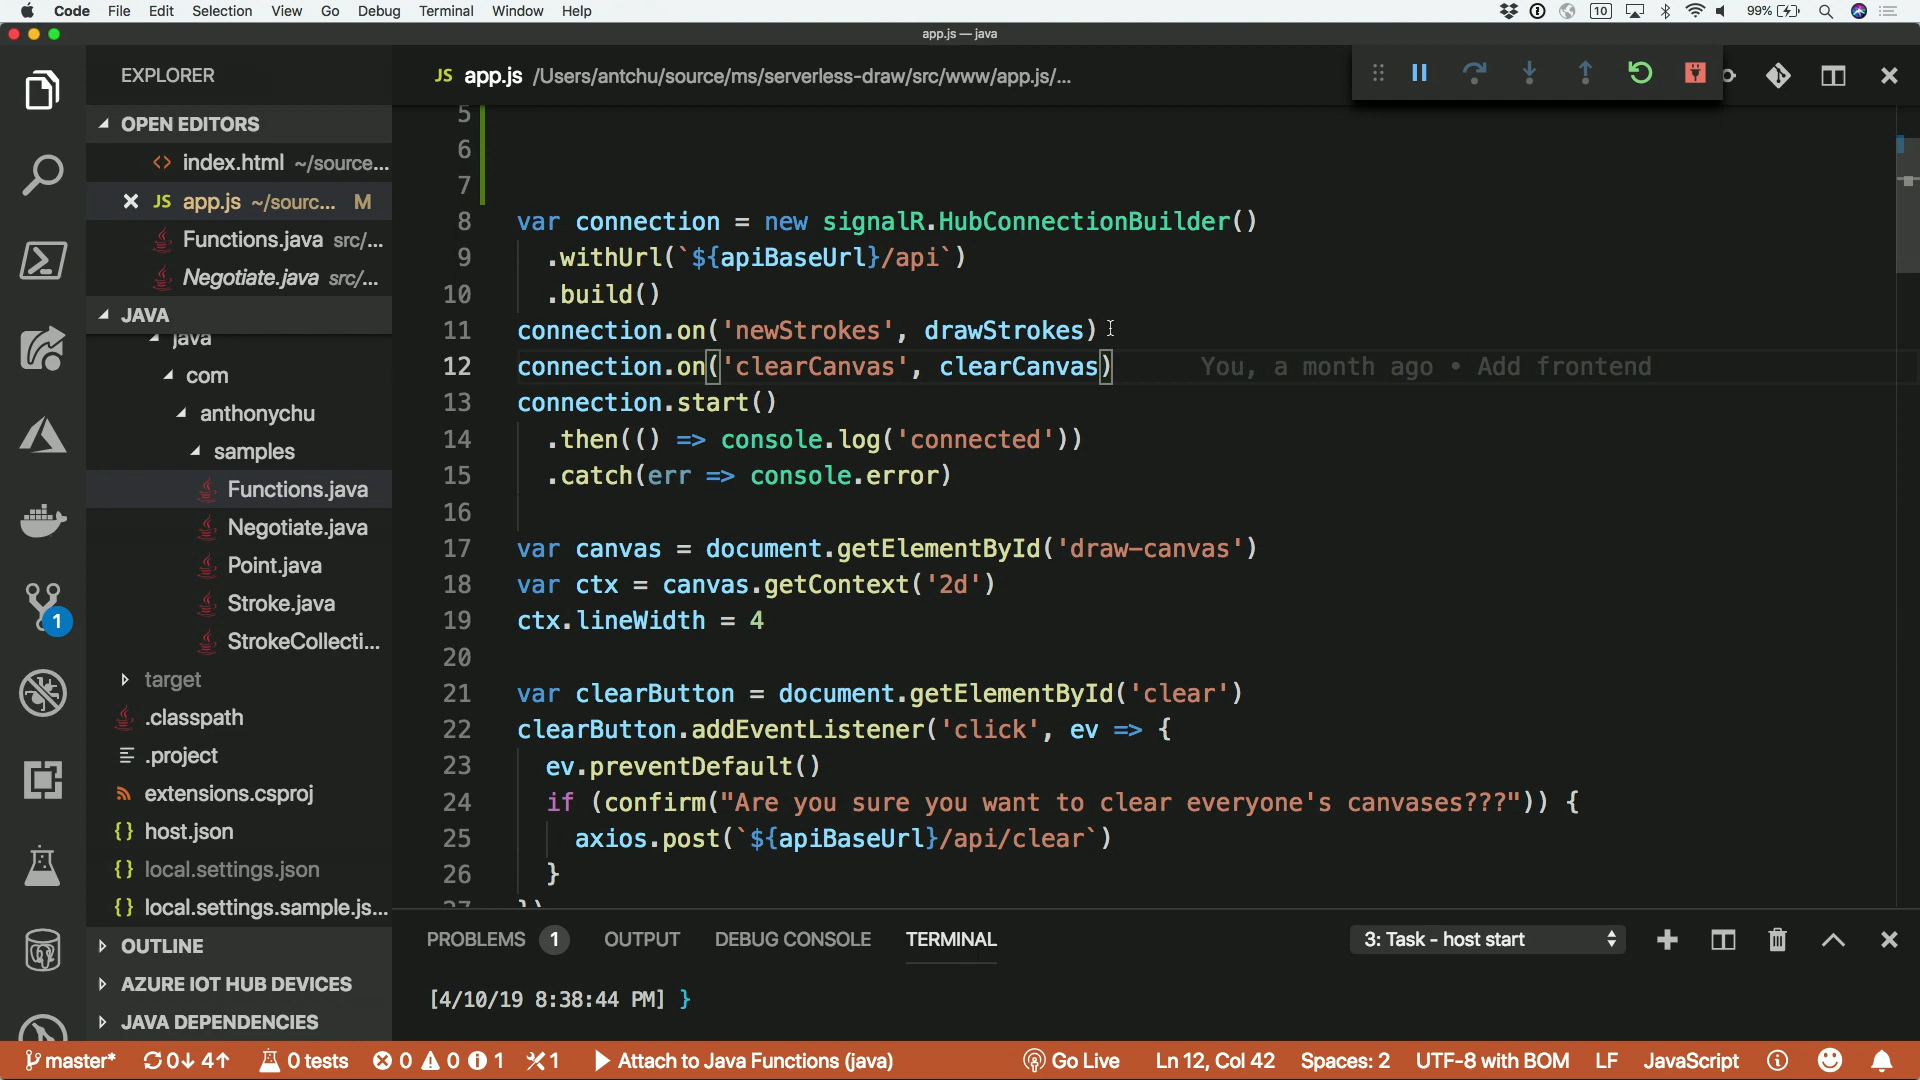 Code File Edit Selection View Go Debug Terminal Window Help
10 99%
app.js — java
EXPLORER
JS app.js /Users/antchu/source/ms/serverless-draw/src/www/app.js/...
OPEN EDITORS
<> index.html ~/source...
JS app.js ~/sourc... M
Functions.java src/...
Negotiate.java src/...
JAVA
java
com
anthonychu
samples
Functions.java
Negotiate.java
Point.java
Stroke.java
StrokeCollecti...
target
.classpath
.project
extensions.csproj
{} host.json
{} local.settings.json
{} local.settings.sample.js...
OUTLINE
AZURE IOT HUB DEVICES
JAVA DEPENDENCIES
1
5
6
7
8 var connection = new signalR.HubConnectionBuilder()
9 .withUrl(`${apiBaseUrl}/api`)
10 .build()
11 connection.on('newStrokes', drawStrokes)
12 connection.on('clearCanvas', clearCanvas) You, a month ago • Add frontend
13 connection.start()
14 .then(() => console.log('connected'))
15 .catch(err => console.error)
16
17 var canvas = document.getElementById('draw-canvas')
18 var ctx = canvas.getContext('2d')
19 ctx.lineWidth = 4
20
21 var clearButton = document.getElementById('clear')
22 clearButton.addEventListener('click', ev => {
23 ev.preventDefault()
24 if (confirm("Are you sure you want to clear everyone's canvases???")) {
25 axios.post(`${apiBaseUrl}/api/clear`)
26 }
27 })
PROBLEMS 1 OUTPUT DEBUG CONSOLE TERMINAL 3: Task - host start
[4/10/19 8:38:44 PM] }
master* 0↓ 4↑ 0 tests 0 0 1 1 Attach to Java Functions (java) Go Live Ln 12, Col 42 Spaces: 2 UTF-8 with BOM LF JavaScript